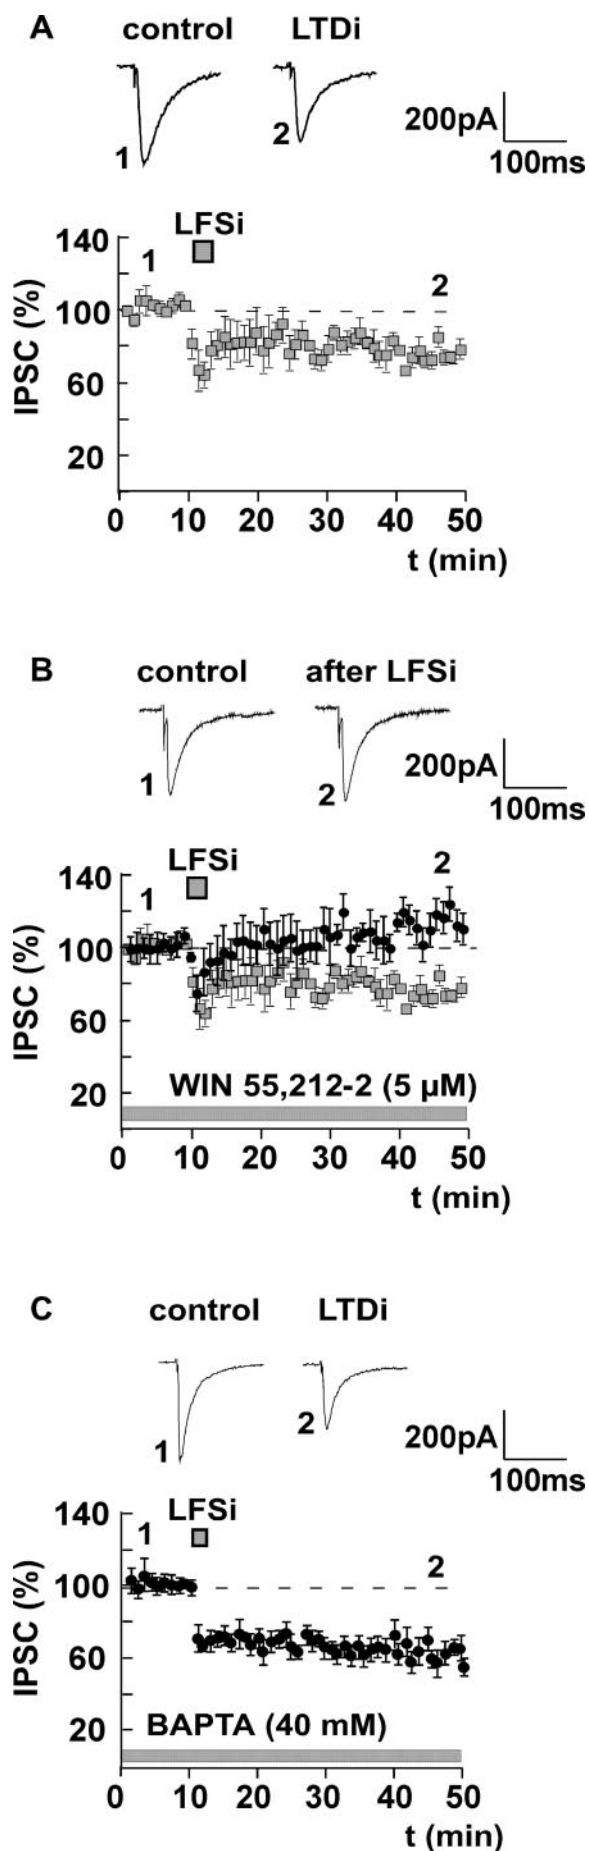 A
control LTDi
1 2 200pA
100ms
LFSi
140
1 2
100
60
20
IPSC (%)
0 10 20 30 40 50
t (min)
B
control after LFSi
1 2 200pA
100ms
LFSi
140
1 2
100
60
20
IPSC (%)
WIN 55,212-2 (5 µM)
0 10 20 30 40 50
t (min)
C
control LTDi
1 2 200pA
100ms
LFSi
140
1 2
100
60
20
IPSC (%)
BAPTA (40 mM)
0 10 20 30 40 50
t (min)